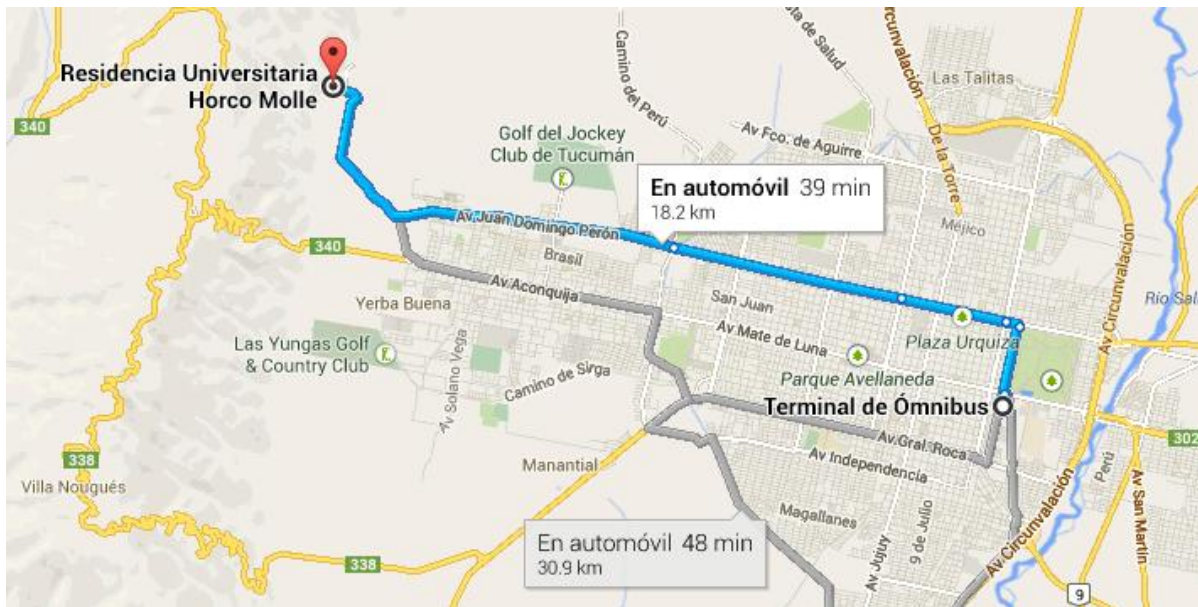 Residencia Universitaria
Horco Molle
340
Golf del Jockey
Club de Tucumán
Camino del Perú
de Salud
Av Circunvalación
Las Talitas
Av Fco. de Aguirre
De la Torre
En automóvil 39 min
18.2 km
Av Juan Domingo Perón
Méjico
340
Brasil
Av Aconquija
Yerba Buena
San Juan
Río Sal
Av Circunvalación
Las Yungas Golf
& Country Club
Av Solano Vega
Camino de Sirga
Av Mate de Luna
Plaza Urquiza
Parque Avellaneda
Terminal de Ómnibus
302
338
Villa Nougués
Manantial
Av Gral. Roca
Av Independencia
Perú
Av San Martín
Magallanes
9 de Julio
Av Jujuy
Av Circunvalación
En automóvil 48 min
30.9 km
338
9